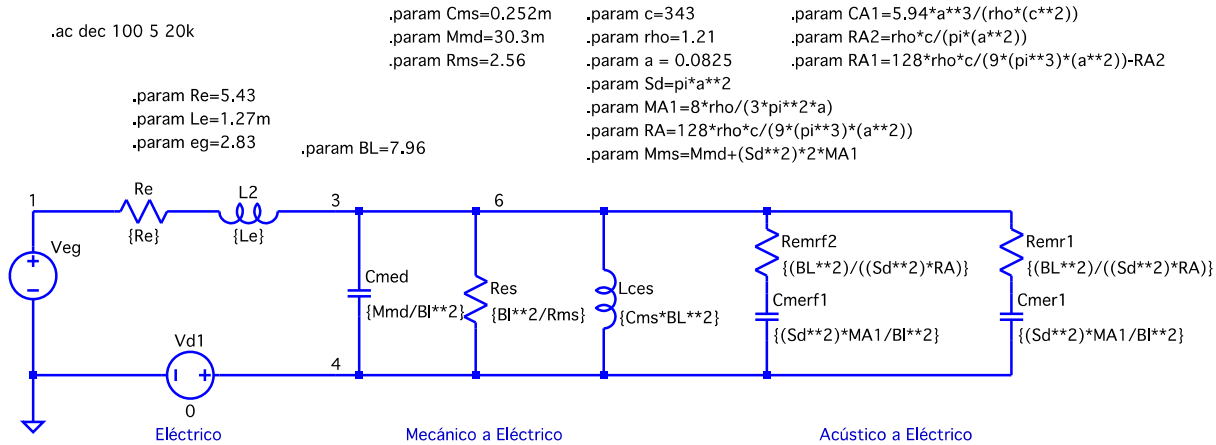 .ac dec 100 5 20k
.param Re=5.43
.param Le=1.27m
.param eg=2.83
.param BL=7.96
.param Cms=0.252m
.param Mmd=30.3m
.param Rms=2.56
.param c=343
.param rho=1.21
.param a = 0.0825
.param Sd=pi*a**2
.param MA1=8*rho/(3*pi**2*a)
.param RA=128*rho*c/(9*(pi**3)*(a**2))
.param Mms=Mmd+(Sd**2)*2*MA1
.param CA1=5.94*a**3/(rho*(c**2))
.param RA2=rho*c/(pi*(a**2))
.param RA1=128*rho*c/(9*(pi**3)*(a**2))-RA2
1
Re
{Re}
L2
{Le}
3
6
Veg
Cmed
{Mmd/Bl**2}
Res
{Bl**2/Rms}
Lces
{Cms*BL**2}
Remrf2
{(BL**2)/((Sd**2)*RA)}
Cmerf1
{(Sd**2)*MA1/Bl**2}
Remr1
{(BL**2)/((Sd**2)*RA)}
Cmer1
{(Sd**2)*MA1/Bl**2}
Vd1
0
4
Eléctrico
Mecánico a Eléctrico
Acústico a Eléctrico